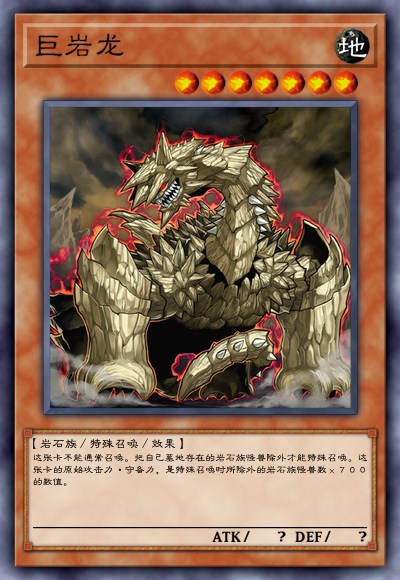 巨岩龙
地
【岩石族／特殊召唤／效果】
这张卡不能通常召唤。把自己墓地存在的岩石族怪兽除外才能特殊召唤。这
张卡的原始攻击力·守备力，是特殊召唤时所除外的岩石族怪兽数×７００
的数值。
ATK/ ? DEF/ ?